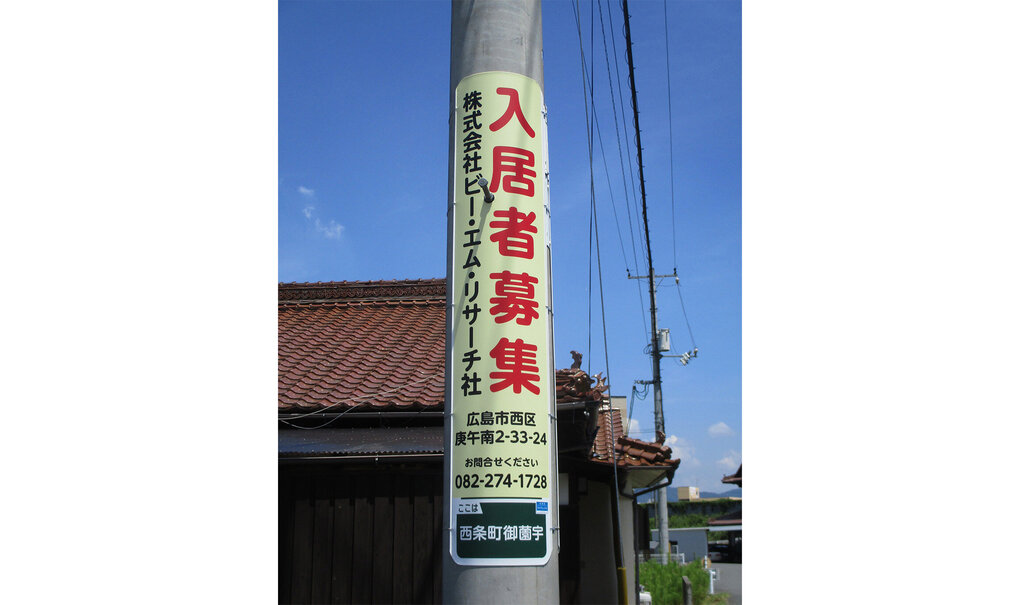 入居者募集
株式会社ビー・エム・リサーチ社
広島市西区
庚午南2-33-24
お問合せください
082-274-1728
ここは
西条町御薗宇